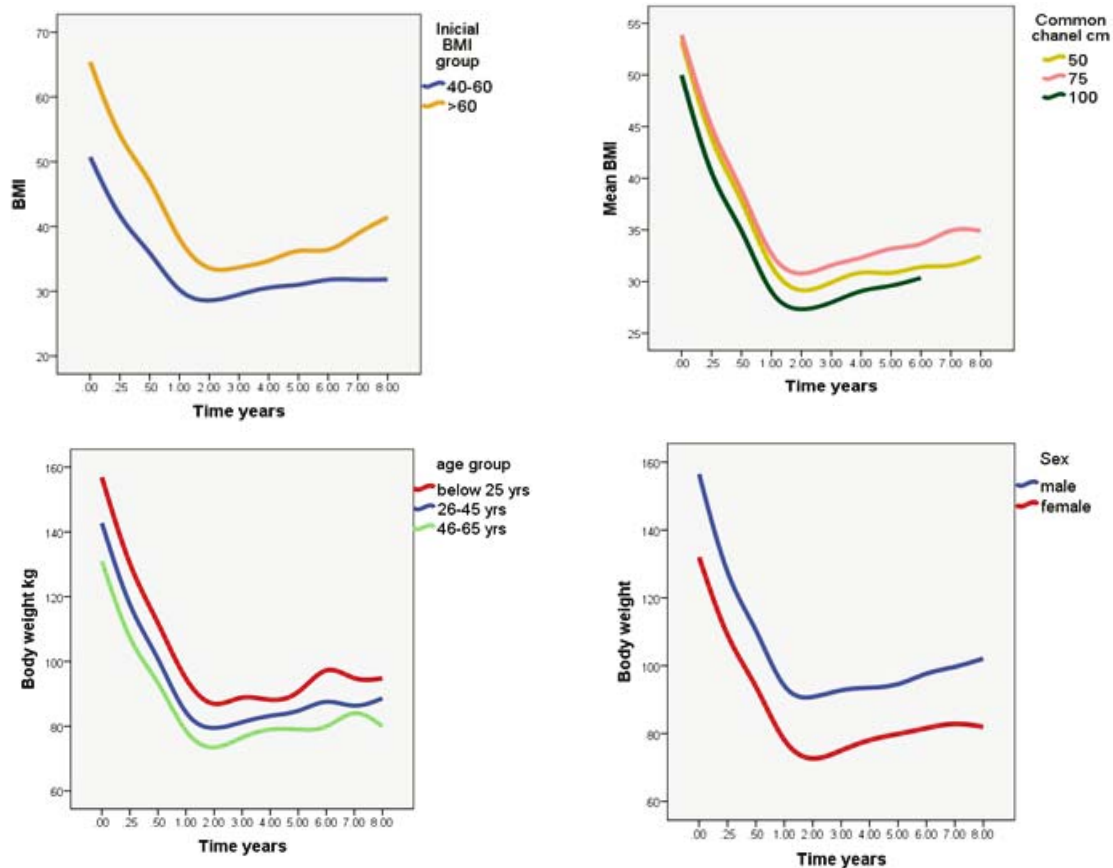 Inicial
BMI
group
40-60
>60
BMI
70
60
50
40
30
20
.00 .25 .50 1.00 2.00 3.00 4.00 5.00 6.00 7.00 8.00
Time years
Common
chanel cm
50
75
100
Mean BMI
55
50
45
40
35
30
25
.00 .25 .50 1.00 2.00 3.00 4.00 5.00 6.00 7.00 8.00
Time years
age group
below 25 yrs
26-45 yrs
46-65 yrs
Body weight kg
160
140
120
100
80
60
.00 .25 .50 1.00 2.00 3.00 4.00 5.00 6.00 7.00 8.00
Time years
Sex
male
female
Body weight
160
140
120
100
80
60
.00 .25 .50 1.00 2.00 3.00 4.00 5.00 6.00 7.00 8.00
Time years